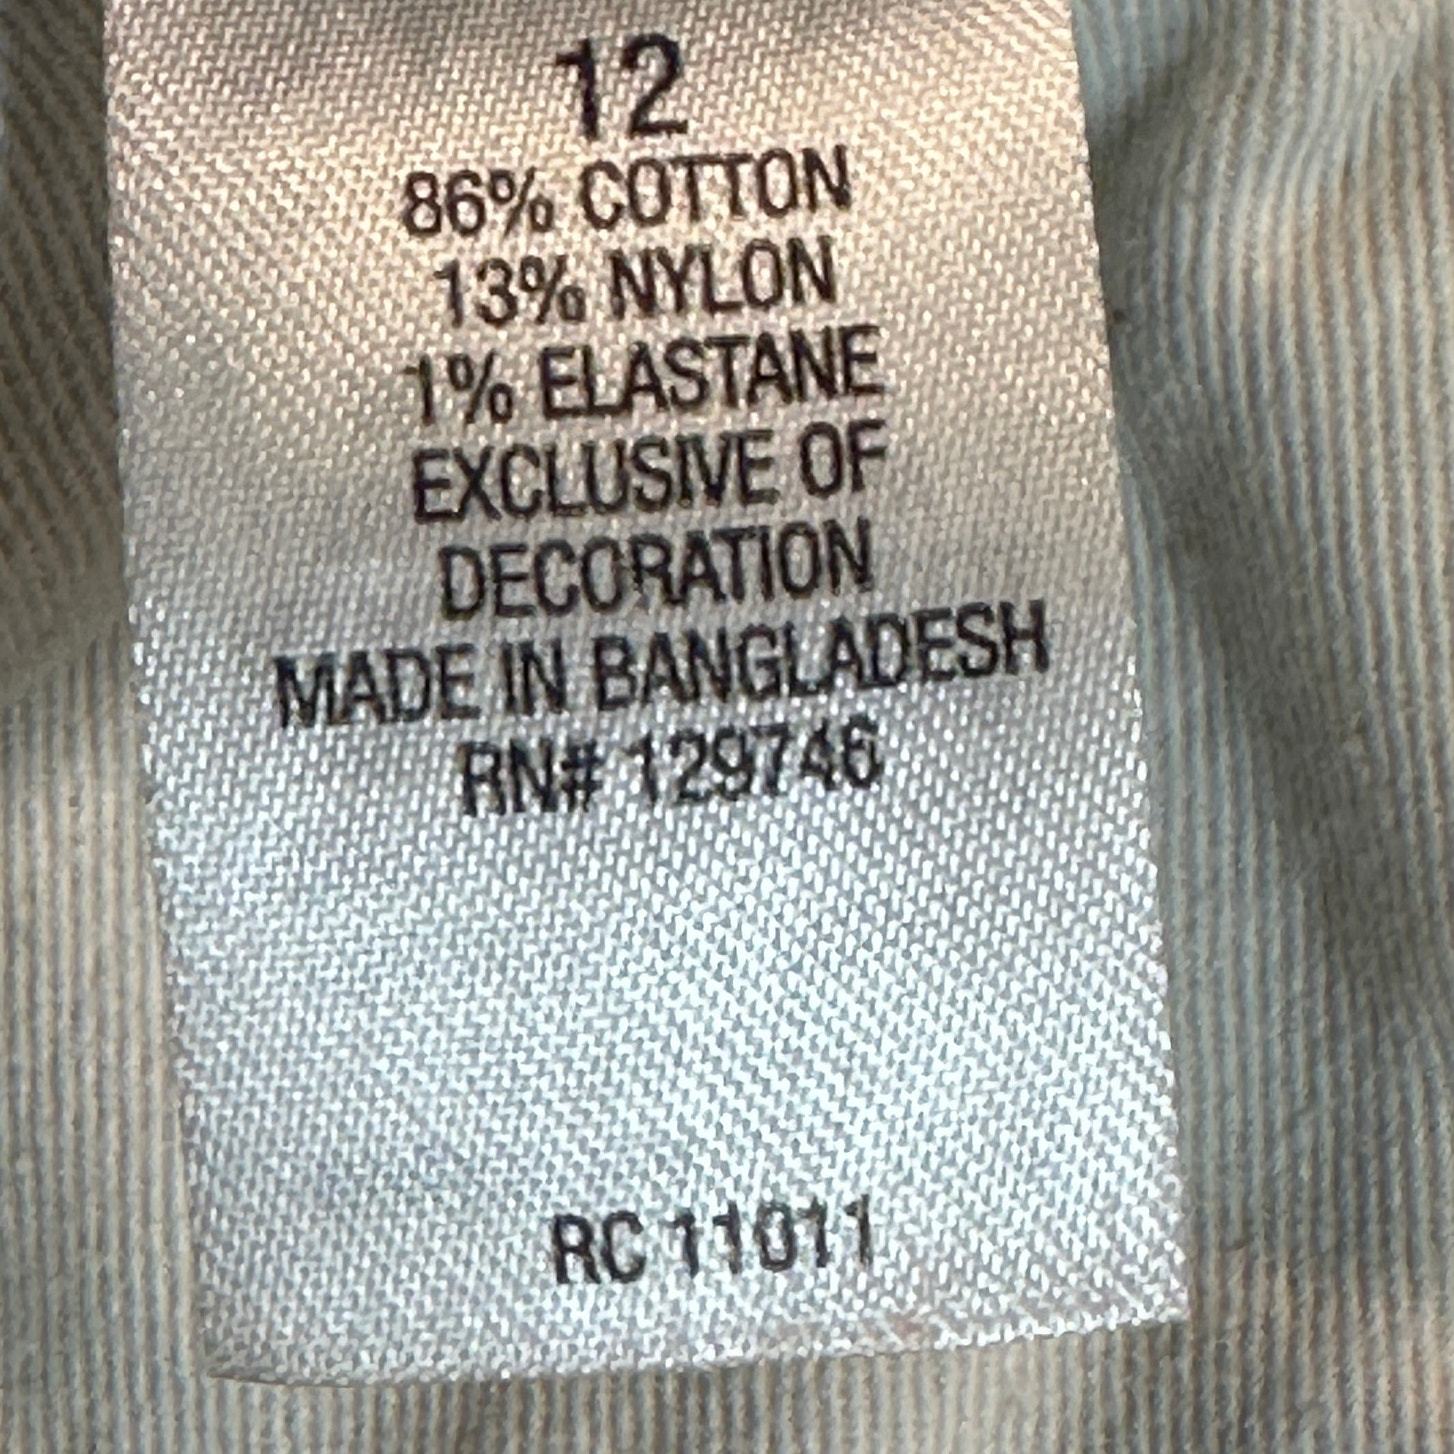 12
86% COTTON
13% NYLON
1% ELASTANE
EXCLUSIVE OF
DECORATION
MADE IN BANGLADESH
RN# 129746
RC 11011